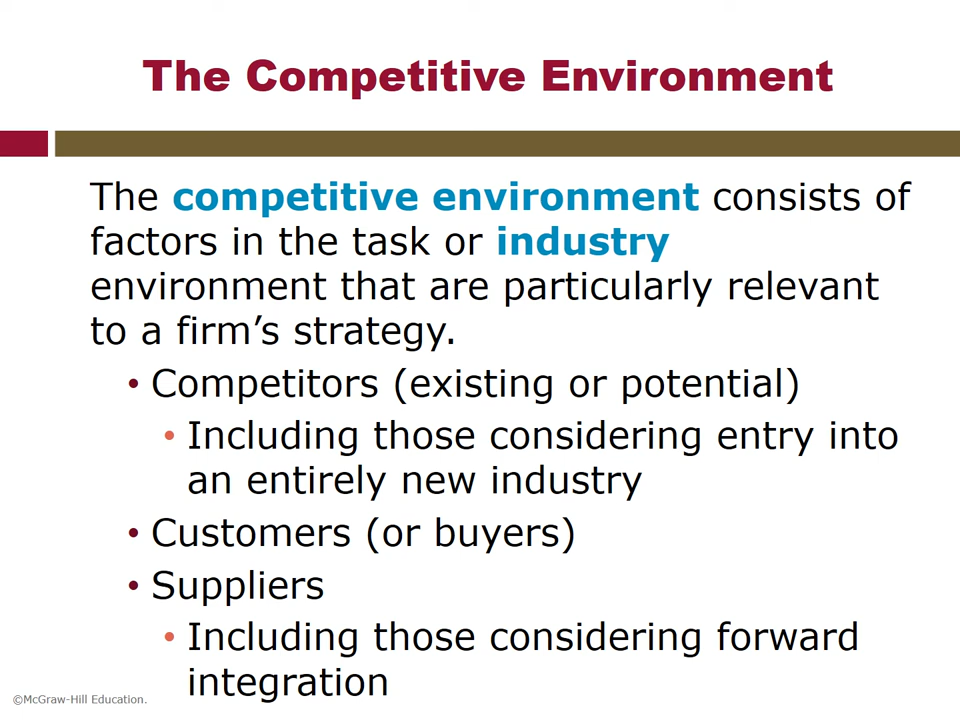 The Competitive Environment
The competitive environment consists of
factors in the task or industry
environment that are particularly relevant
to a firm’s strategy.
• Competitors (existing or potential)
• Including those considering entry into
an entirely new industry
• Customers (or buyers)
• Suppliers
• Including those considering forward
integration
©McGraw-Hill Education.